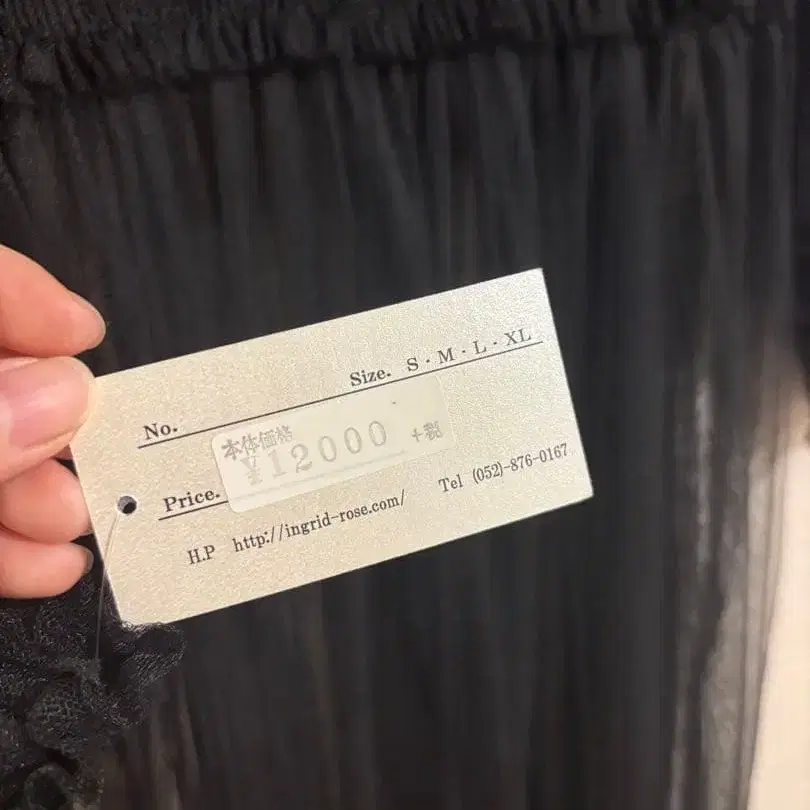 Size. S・M・L・XL
No.
本体価格
¥12000 +税
Price.
H.P http://ingrid-rose.com/ Tel (052)-876-0167